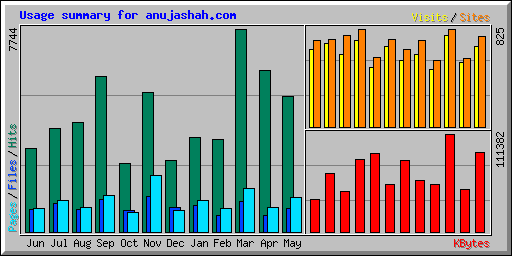 Usage summary for anujashah.com
Visits / Sites
7744
825
Pages / Files / Hits
111382
Jun Jul Aug Sep Oct Nov Dec Jan Feb Mar Apr May
KBytes